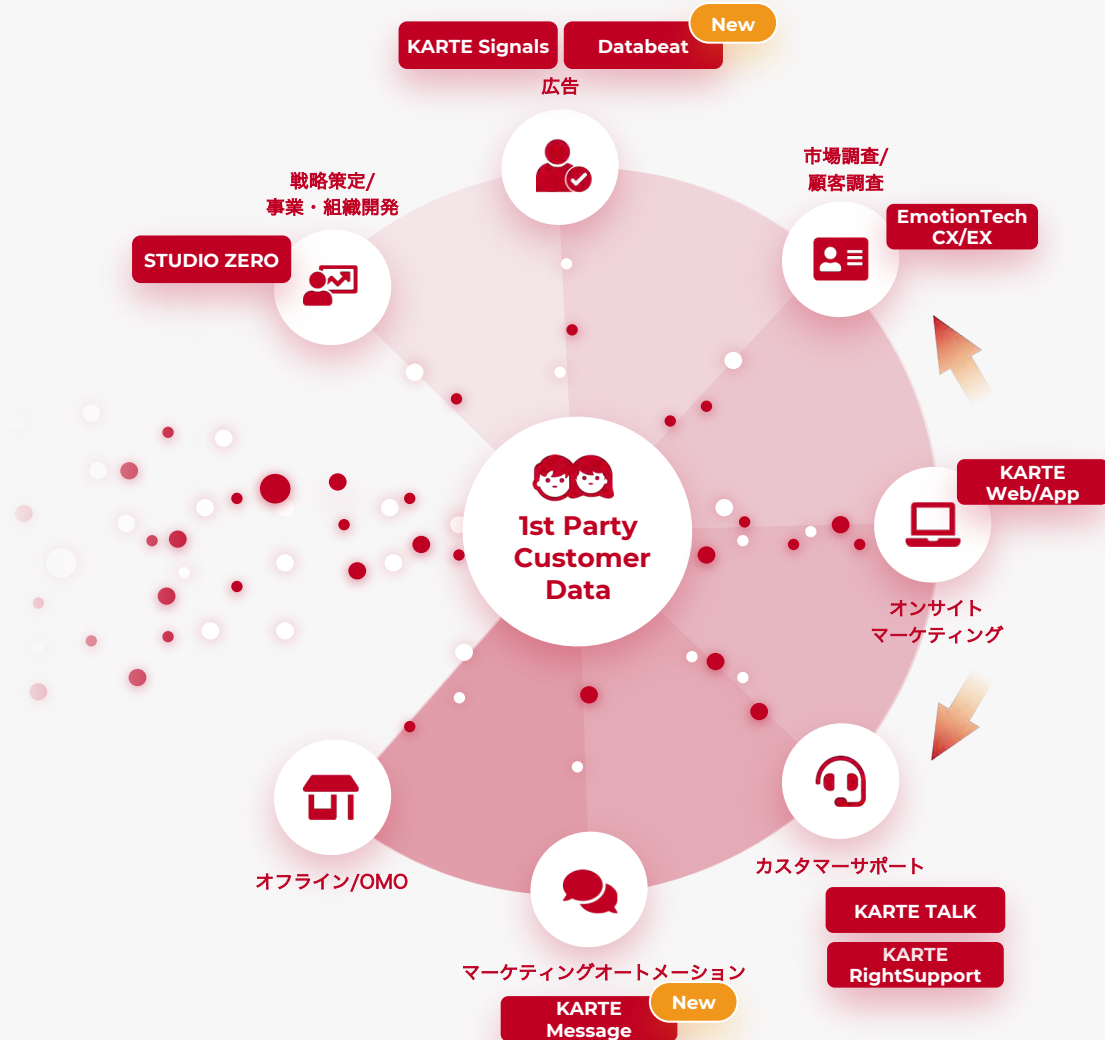 New
KARTE Signals
Databeat
広告
市場調査/
顧客調査
EmotionTech
CX/EX
戦略策定/
事業・組織開発
STUDIO ZERO
1st Party
Customer
Data
KARTE
Web/App
オンサイト
マーケティング
カスタマーサポート
KARTE TALK
KARTE
RightSupport
オフライン/OMO
マーケティングオートメーション
New
KARTE
Message